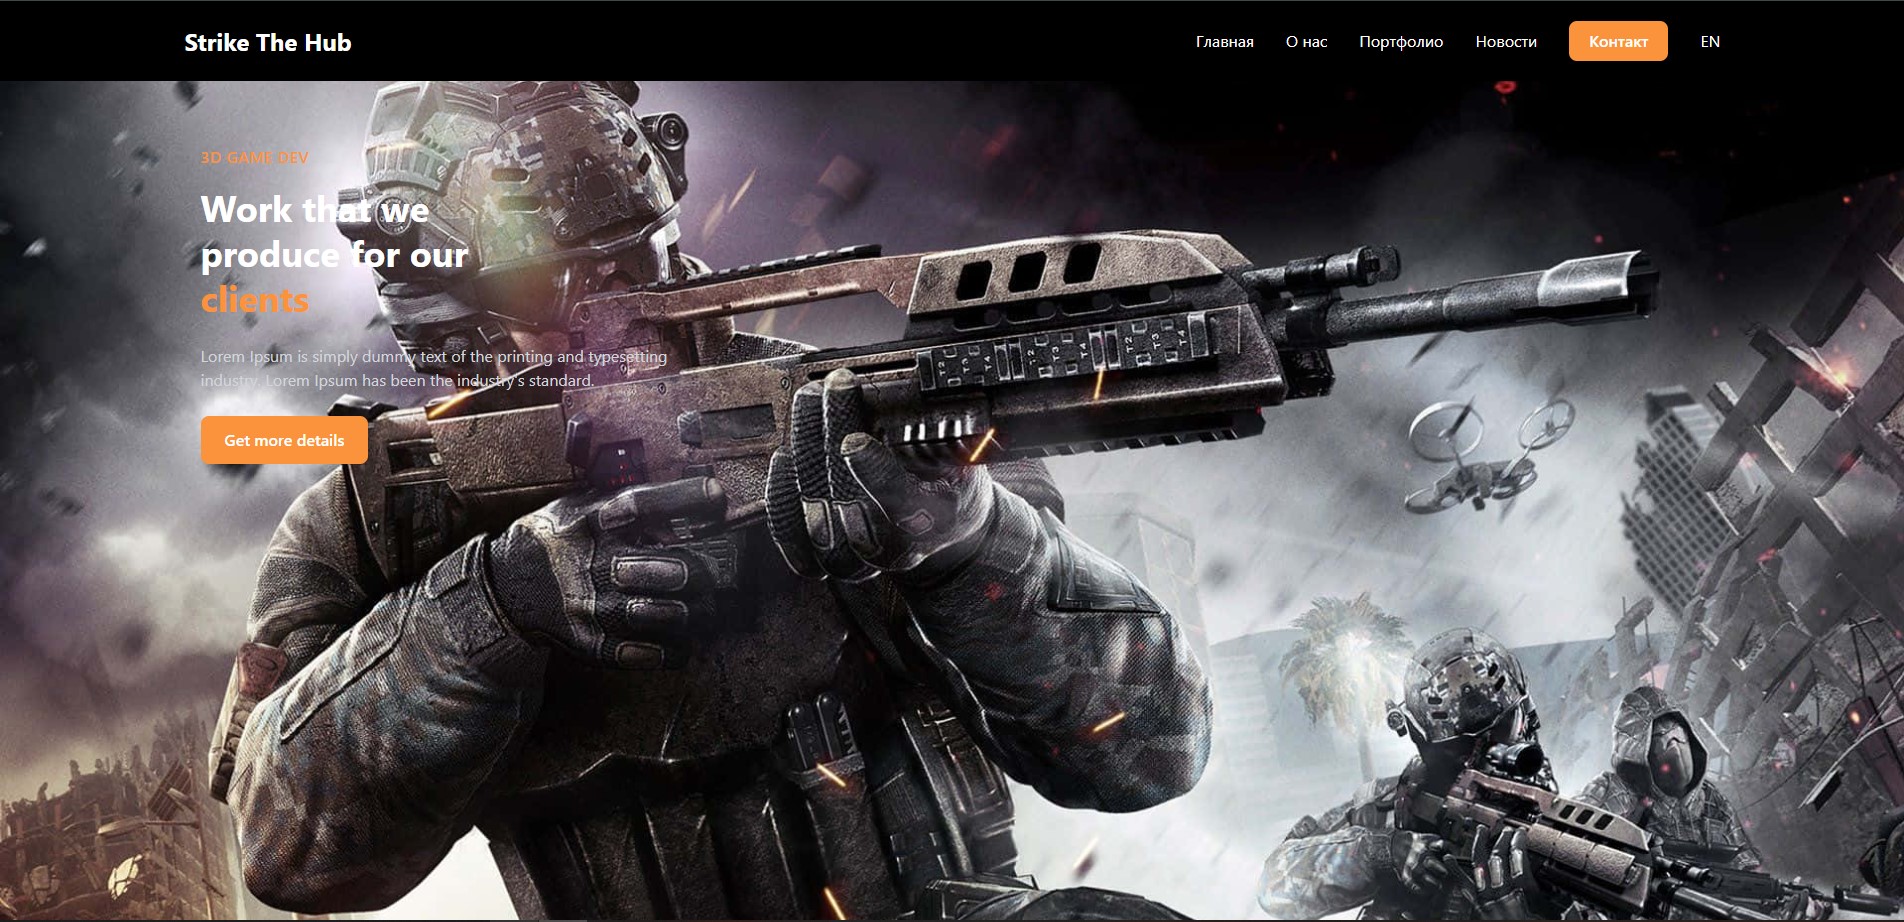 Strike The Hub
Главная
О нас
Портфолио
Новости
Контакт
EN
3D GAME DEV
Work that we
produce for our
clients
Lorem Ipsum is simply dummy text of the printing and typesetting
industry. Lorem Ipsum has been the industry's standard.
Get more details